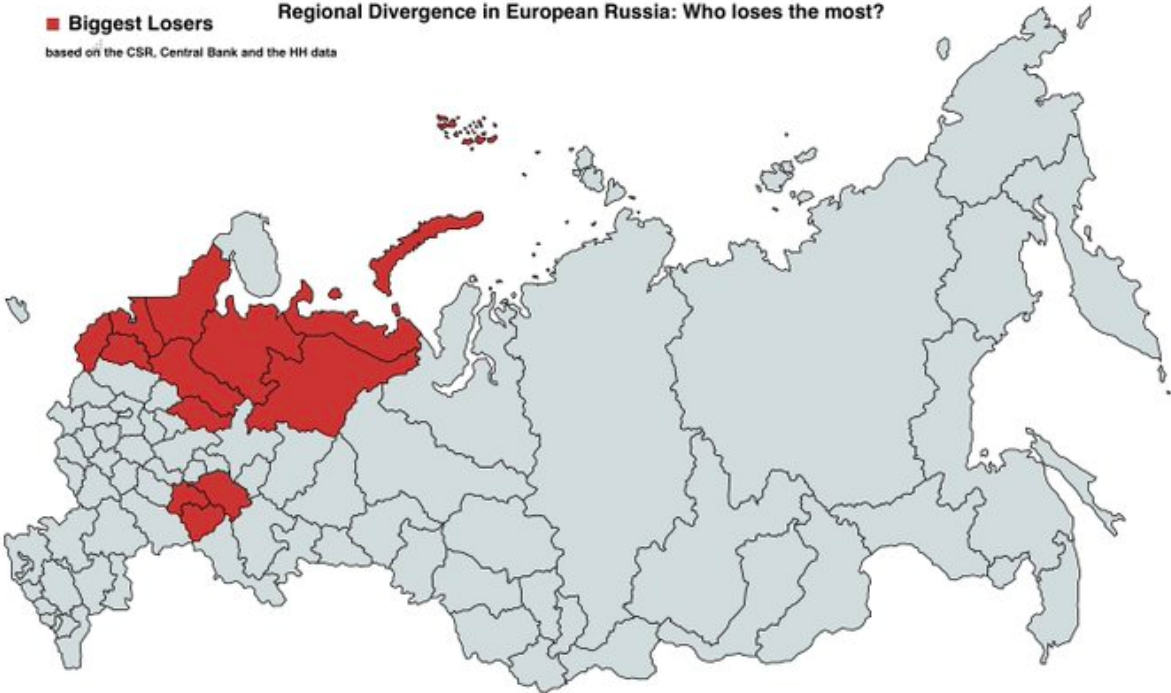 Regional Divergence in European Russia: Who loses the most?
Biggest Losers
based on the CSR, Central Bank and the HH data